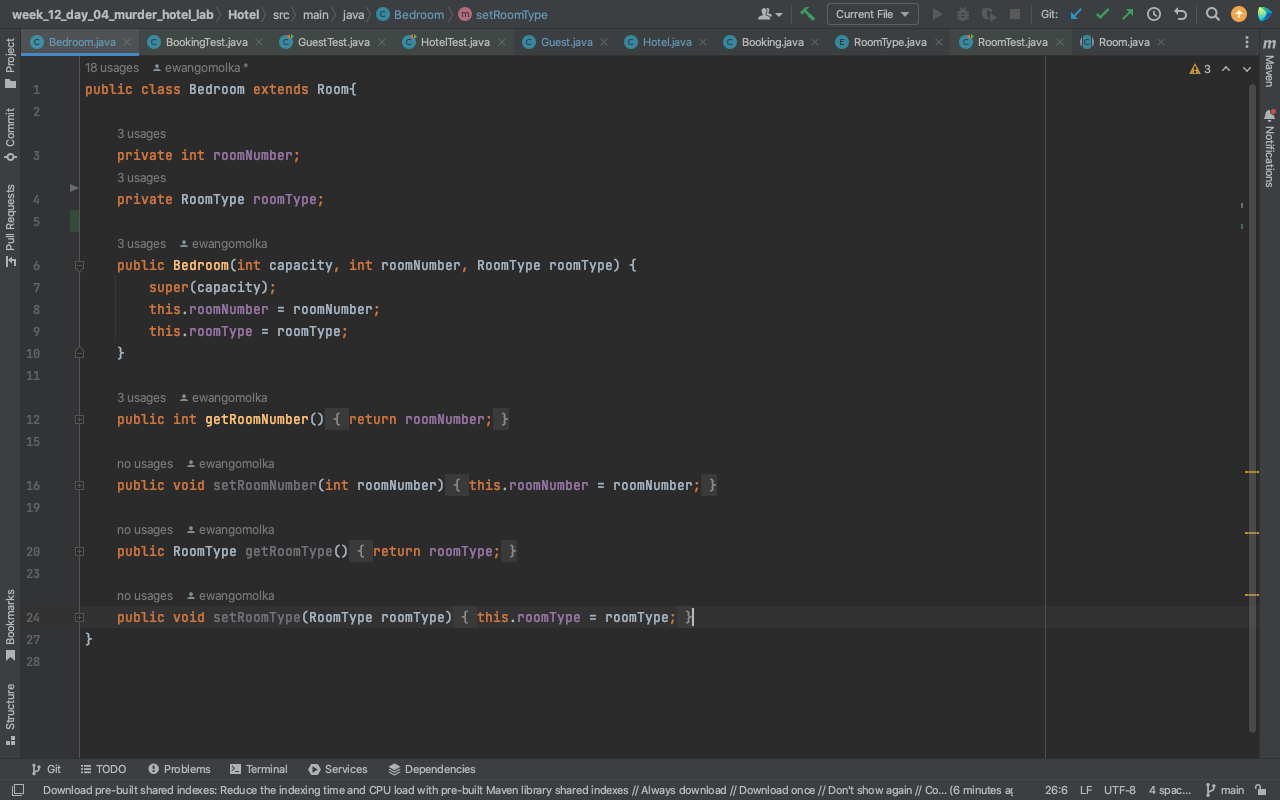 week_12_day_04_murder_hotel_lab Hotel src main java Bedroom setRoomType Current File Git:
Bedroom.java BookingTest.java GuestTest.java HotelTest.java Guest.java Hotel.java Booking.java RoomType.java RoomTest.java Room.java
Project
Commit
Pull Requests
Bookmarks
Structure
18 usages ewangomolka *
1 public class Bedroom extends Room{
2
3 usages
3 private int roomNumber;
3 usages
4 private RoomType roomType;
5
3 usages ewangomolka
6 public Bedroom(int capacity, int roomNumber, RoomType roomType) {
7 super(capacity);
8 this.roomNumber = roomNumber;
9 this.roomType = roomType;
10 }
11
3 usages ewangomolka
12 public int getRoomNumber() { return roomNumber; }
15
no usages ewangomolka
16 public void setRoomNumber(int roomNumber) { this.roomNumber = roomNumber; }
19
no usages ewangomolka
20 public RoomType getRoomType() { return roomType; }
23
no usages ewangomolka
24 public void setRoomType(RoomType roomType) { this.roomType = roomType; }
27 }
28
3
m
Maven
Notifications
Git TODO Problems Terminal Services Dependencies
Download pre-built shared indexes: Reduce the indexing time and CPU load with pre-built Maven library shared indexes // Always download // Download once // Don't show again // Co... (6 minutes ag 26:6 LF UTF-8 4 spac... main